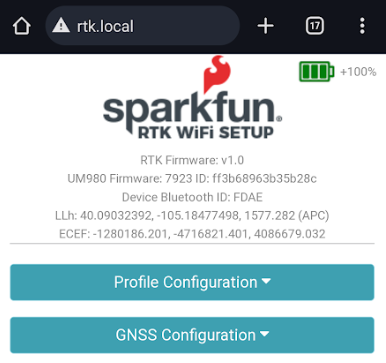 rtk.local
17
+100%
sparkfun
RTK WiFi SETUP
RTK Firmware: v1.0
UM980 Firmware: 7923 ID: ff3b68963b35b28c
Device Bluetooth ID: FDAE
LLh: 40.09032392, -105.18477498, 1577.282 (APC)
ECEF: -1280186.201, -4716821.401, 4086679.032
Profile Configuration
GNSS Configuration